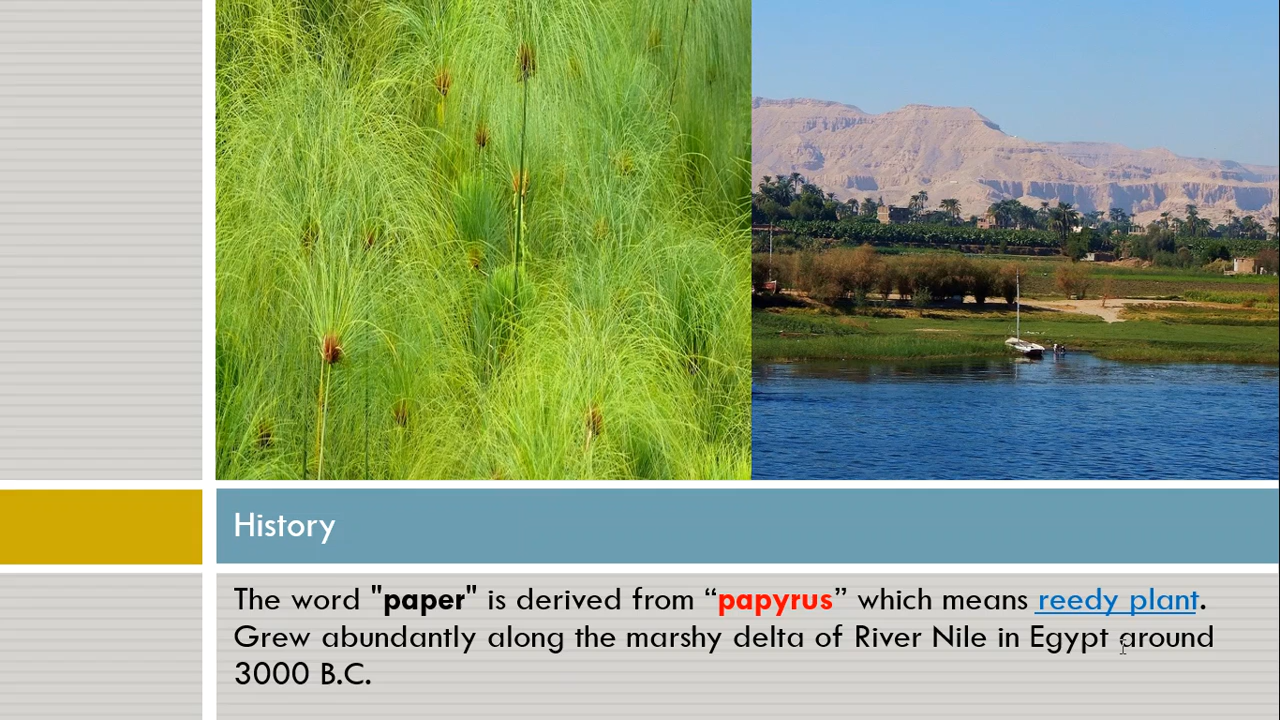 History
The word "paper" is derived from “papyrus” which means reedy plant.
Grew abundantly along the marshy delta of River Nile in Egypt around
3000 B.C.